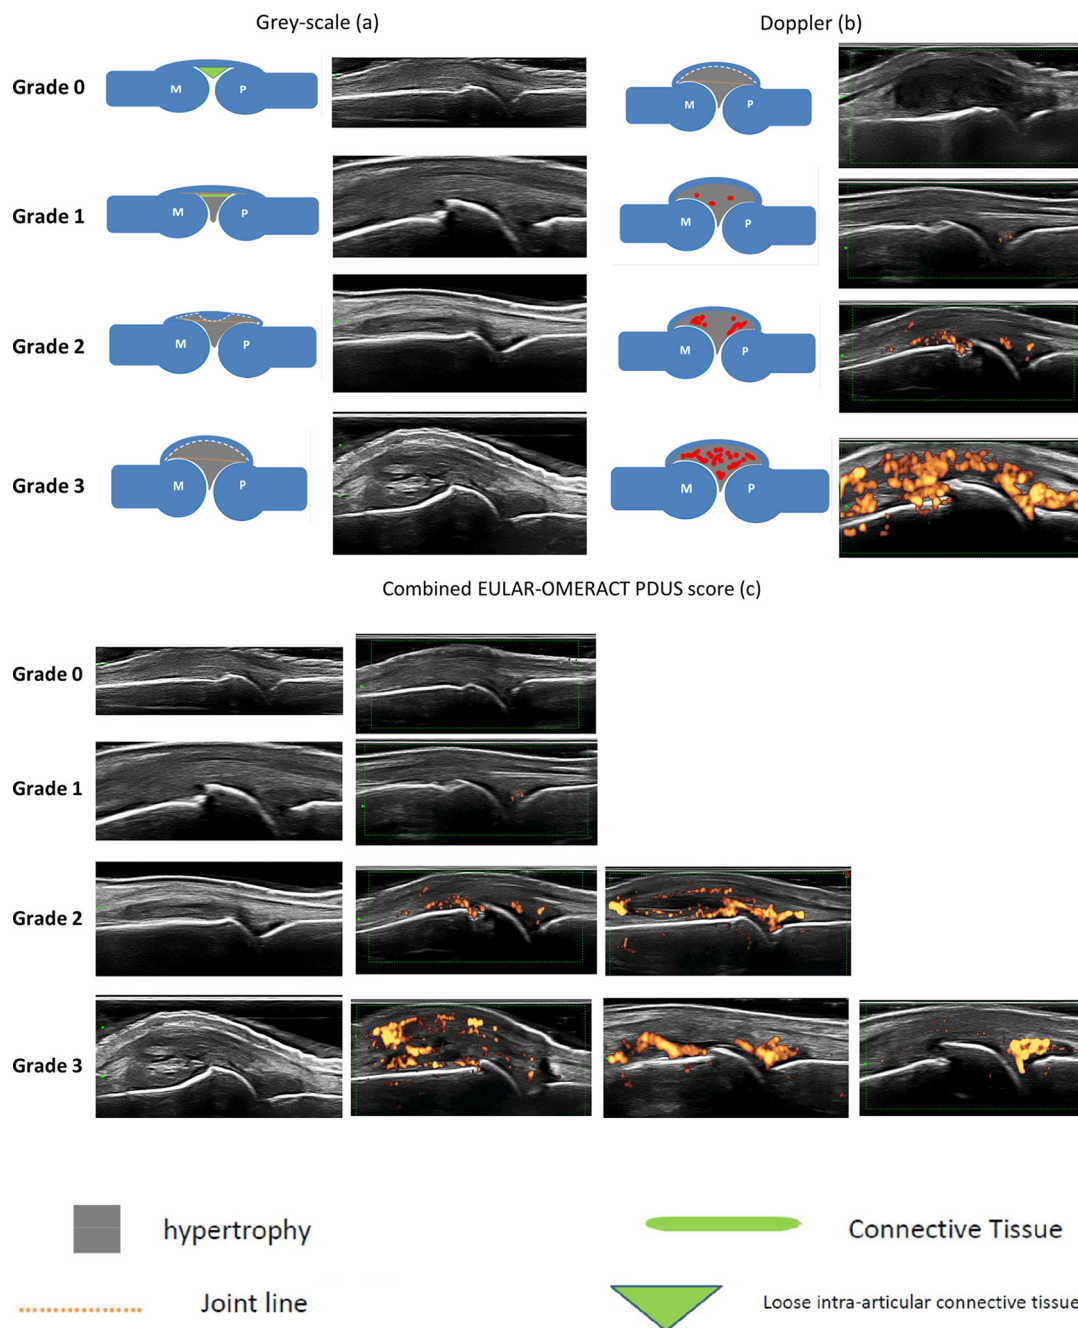 Grey-scale (a)
Doppler (b)
Grade 0
M P
M P
Grade 1
M P
M P
Grade 2
M P
M P
Grade 3
M P
M P
Combined EULAR-OMERACT PDUS score (c)
Grade 0
Grade 1
Grade 2
Grade 3
hypertrophy
Connective Tissue
Joint line
Loose intra-articular connective tissue